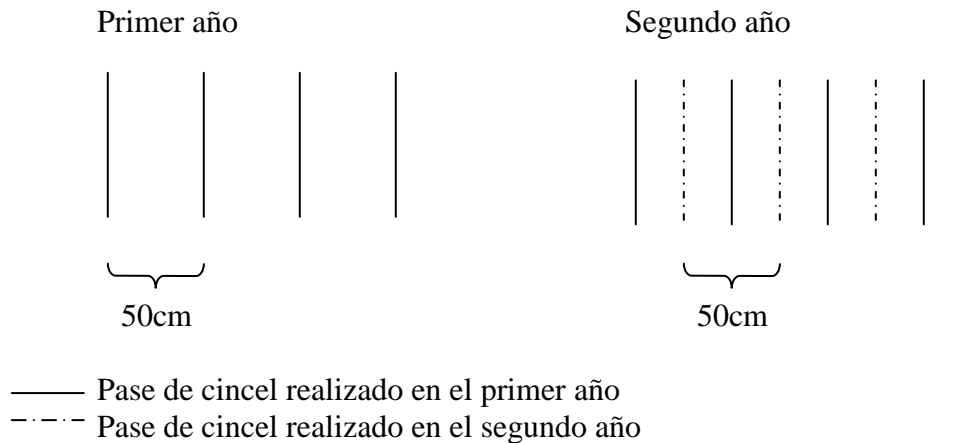 Primer año
Segundo año
50cm
50cm
Pase de cincel realizado en el primer año
Pase de cincel realizado en el segundo año